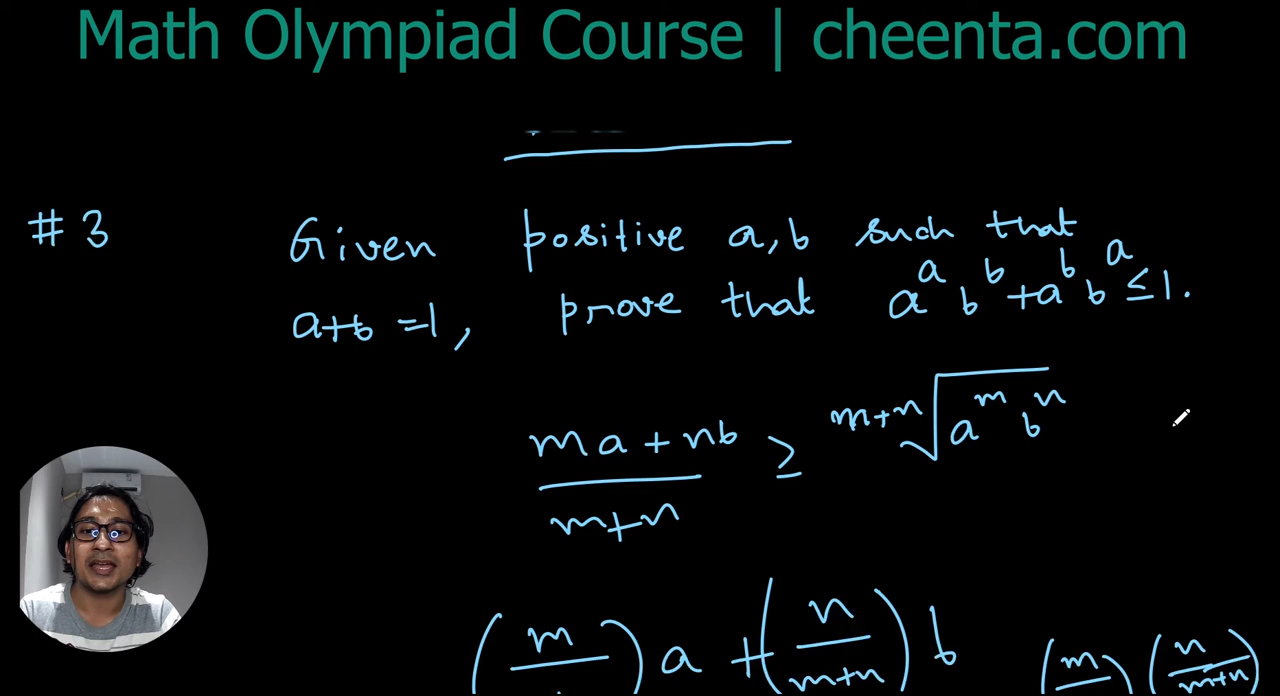 Math Olympiad Course | cheenta.com
# 3 Given positive a, b such that
a+b =1, prove that a^a b^b + a^b b^a ≤ 1.
(ma + nb)/(m+n) ≥ ^(m+n)√(a^m b^n)
(m/ ) a + (n/(m+n)) b (m/ ) (n/(m+n))